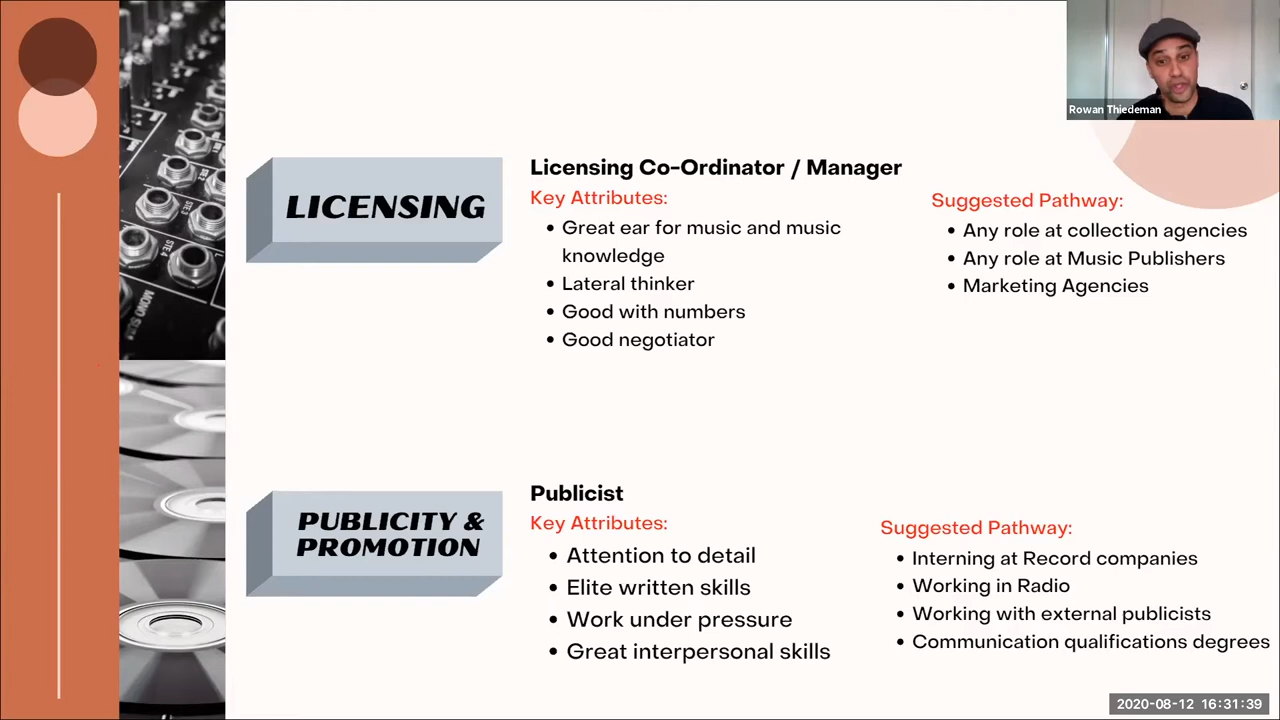 Rowan Thiedeman
LICENSING
Licensing Co-Ordinator / Manager
Key Attributes:
• Great ear for music and music
knowledge
• Lateral thinker
• Good with numbers
• Good negotiator
Suggested Pathway:
• Any role at collection agencies
• Any role at Music Publishers
• Marketing Agencies
PUBLICITY &
PROMOTION
Publicist
Key Attributes:
• Attention to detail
• Elite written skills
• Work under pressure
• Great interpersonal skills
Suggested Pathway:
• Interning at Record companies
• Working in Radio
• Working with external publicists
• Communication qualifications degrees
2020-08-12 16:31:39
STE3
STE4
L